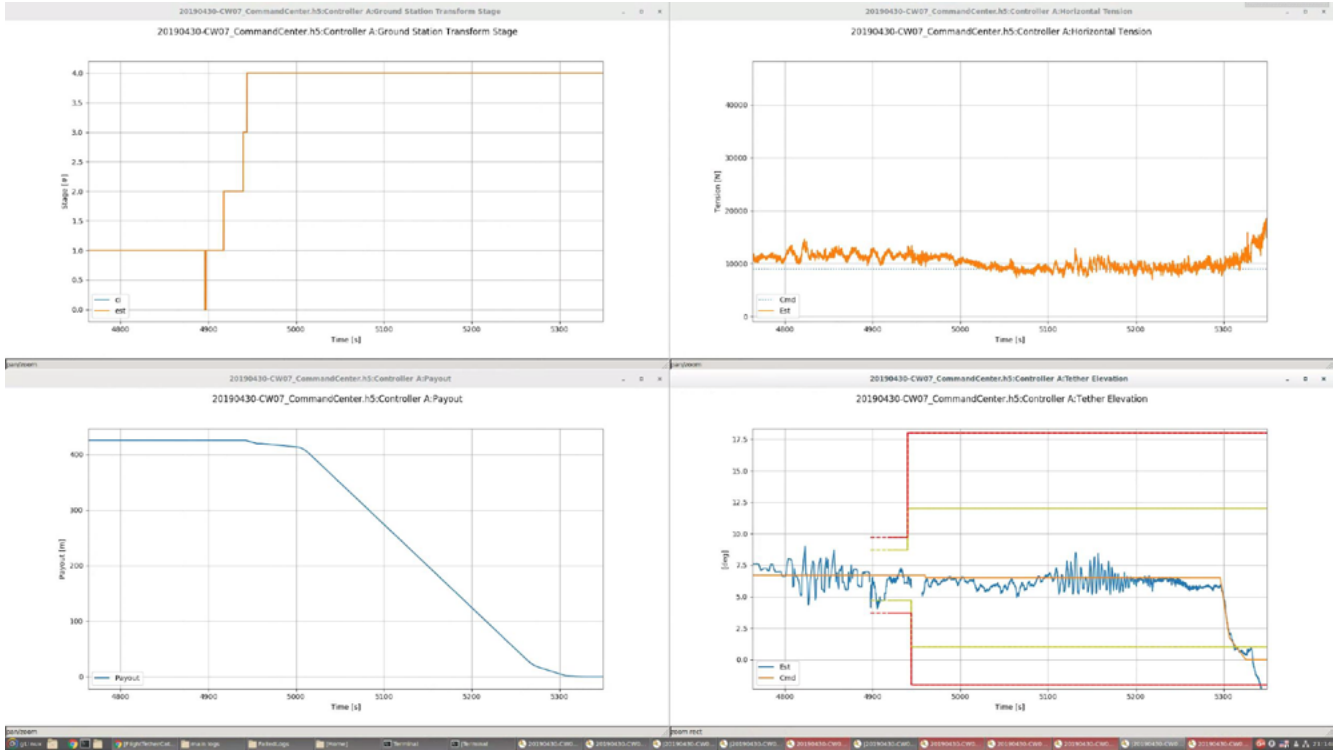 20190430-CW07_CommandCenter.h5:Controller A:Ground Station Transform Stage
20190430-CW07_CommandCenter.h5:Controller A:Ground Station Transform Stage
4.0
3.5
3.0
2.5
2.0
1.5
1.0
0.5
0.0
Stage [#]
est
4800 4900 5000 5100 5200 5300
Time [s]
pan/zoom
20190430-CW07_CommandCenter.h5:Controller A:Horizontal Tension
20190430-CW07_CommandCenter.h5:Controller A:Horizontal Tension
40000
30000
20000
10000
0
Tension [N]
Cmd
Est
4800 4900 5000 5100 5200 5300
Time [s]
pan/zoom
20190430-CW07_CommandCenter.h5:Controller A:Payout
20190430-CW07_CommandCenter.h5:Controller A:Payout
400
300
200
100
0
Payout [m]
Payout
4800 4900 5000 5100 5200 5300
Time [s]
pan/zoom
20190430-CW07_CommandCenter.h5:Controller A:Tether Elevation
20190430-CW07_CommandCenter.h5:Controller A:Tether Elevation
17.5
15.0
12.5
10.0
7.5
5.0
2.5
0.0
[deg]
Est
Cmd
4800 4900 5000 5100 5200 5300
Time [s]
zoom rect
main logs
[Home]
Terminal
Terminal